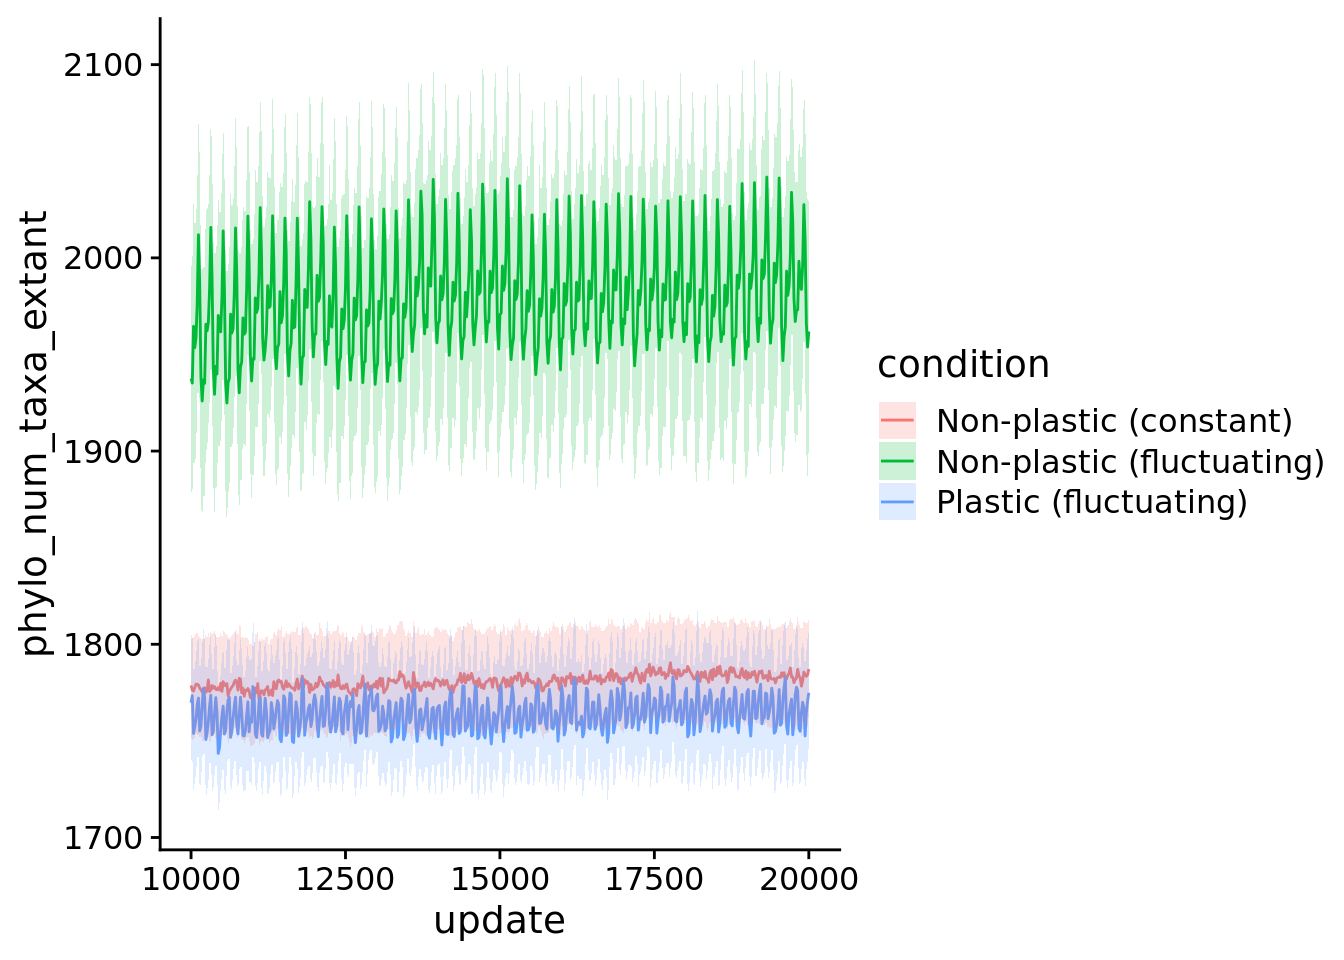 phylo_num_taxa_extant
2100
2000
1900
1800
1700
10000 12500 15000 17500 20000
update
condition
Non-plastic (constant)
Non-plastic (fluctuating)
Plastic (fluctuating)